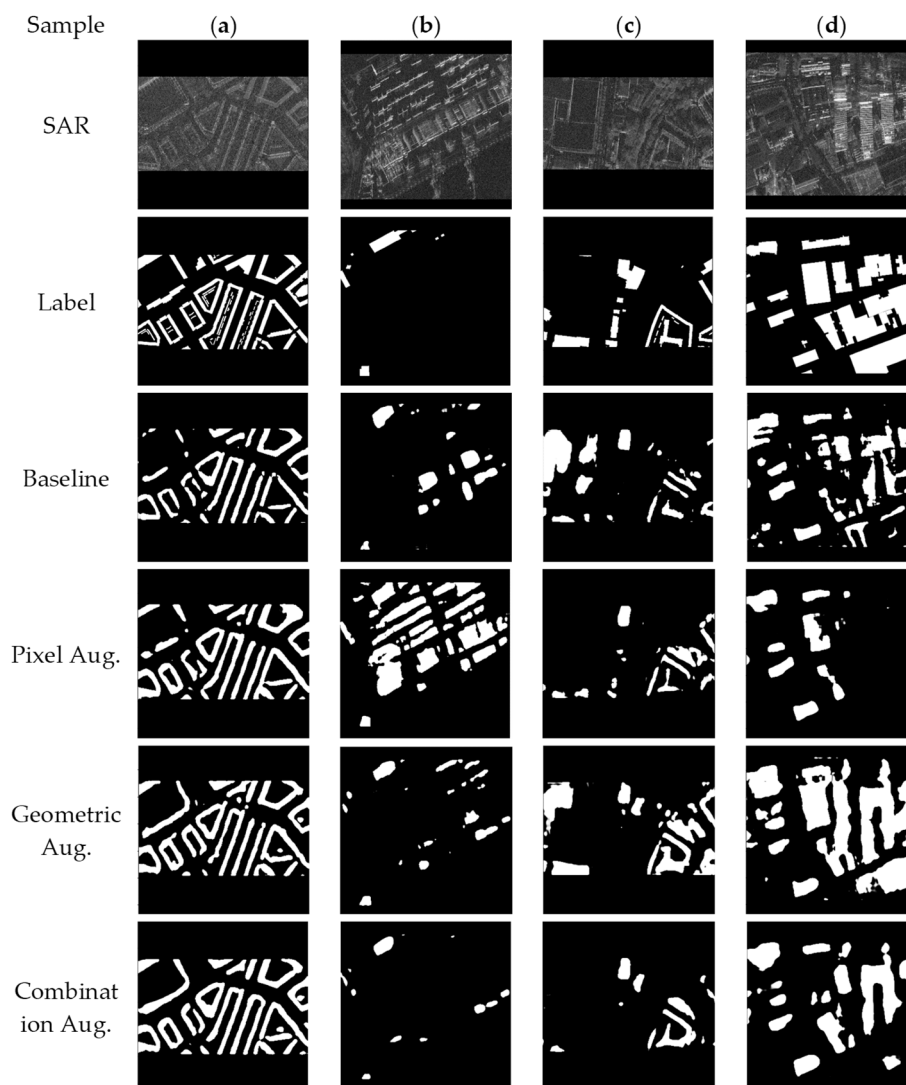 Sample (a) (b) (c) (d)
SAR
Label
Baseline
Pixel Aug.
Geometric
Aug.
Combinat
ion Aug.